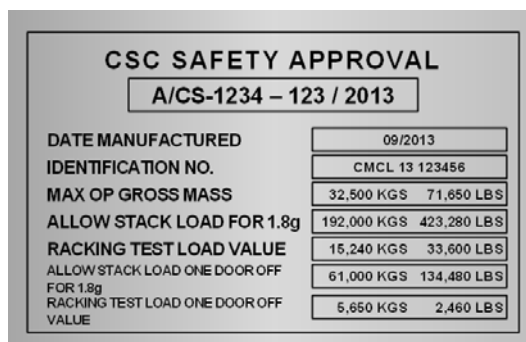 CSC SAFETY APPROVAL
A/CS-1234 – 123 / 2013
DATE MANUFACTURED 09/2013
IDENTIFICATION NO. CMCL 13 123456
MAX OP GROSS MASS 32,500 KGS 71,650 LBS
ALLOW STACK LOAD FOR 1.8g 192,000 KGS 423,280 LBS
RACKING TEST LOAD VALUE 15,240 KGS 33,600 LBS
ALLOW STACK LOAD ONE DOOR OFF
FOR 1.8g 61,000 KGS 134,480 LBS
RACKING TEST LOAD ONE DOOR OFF
VALUE 5,650 KGS 2,460 LBS